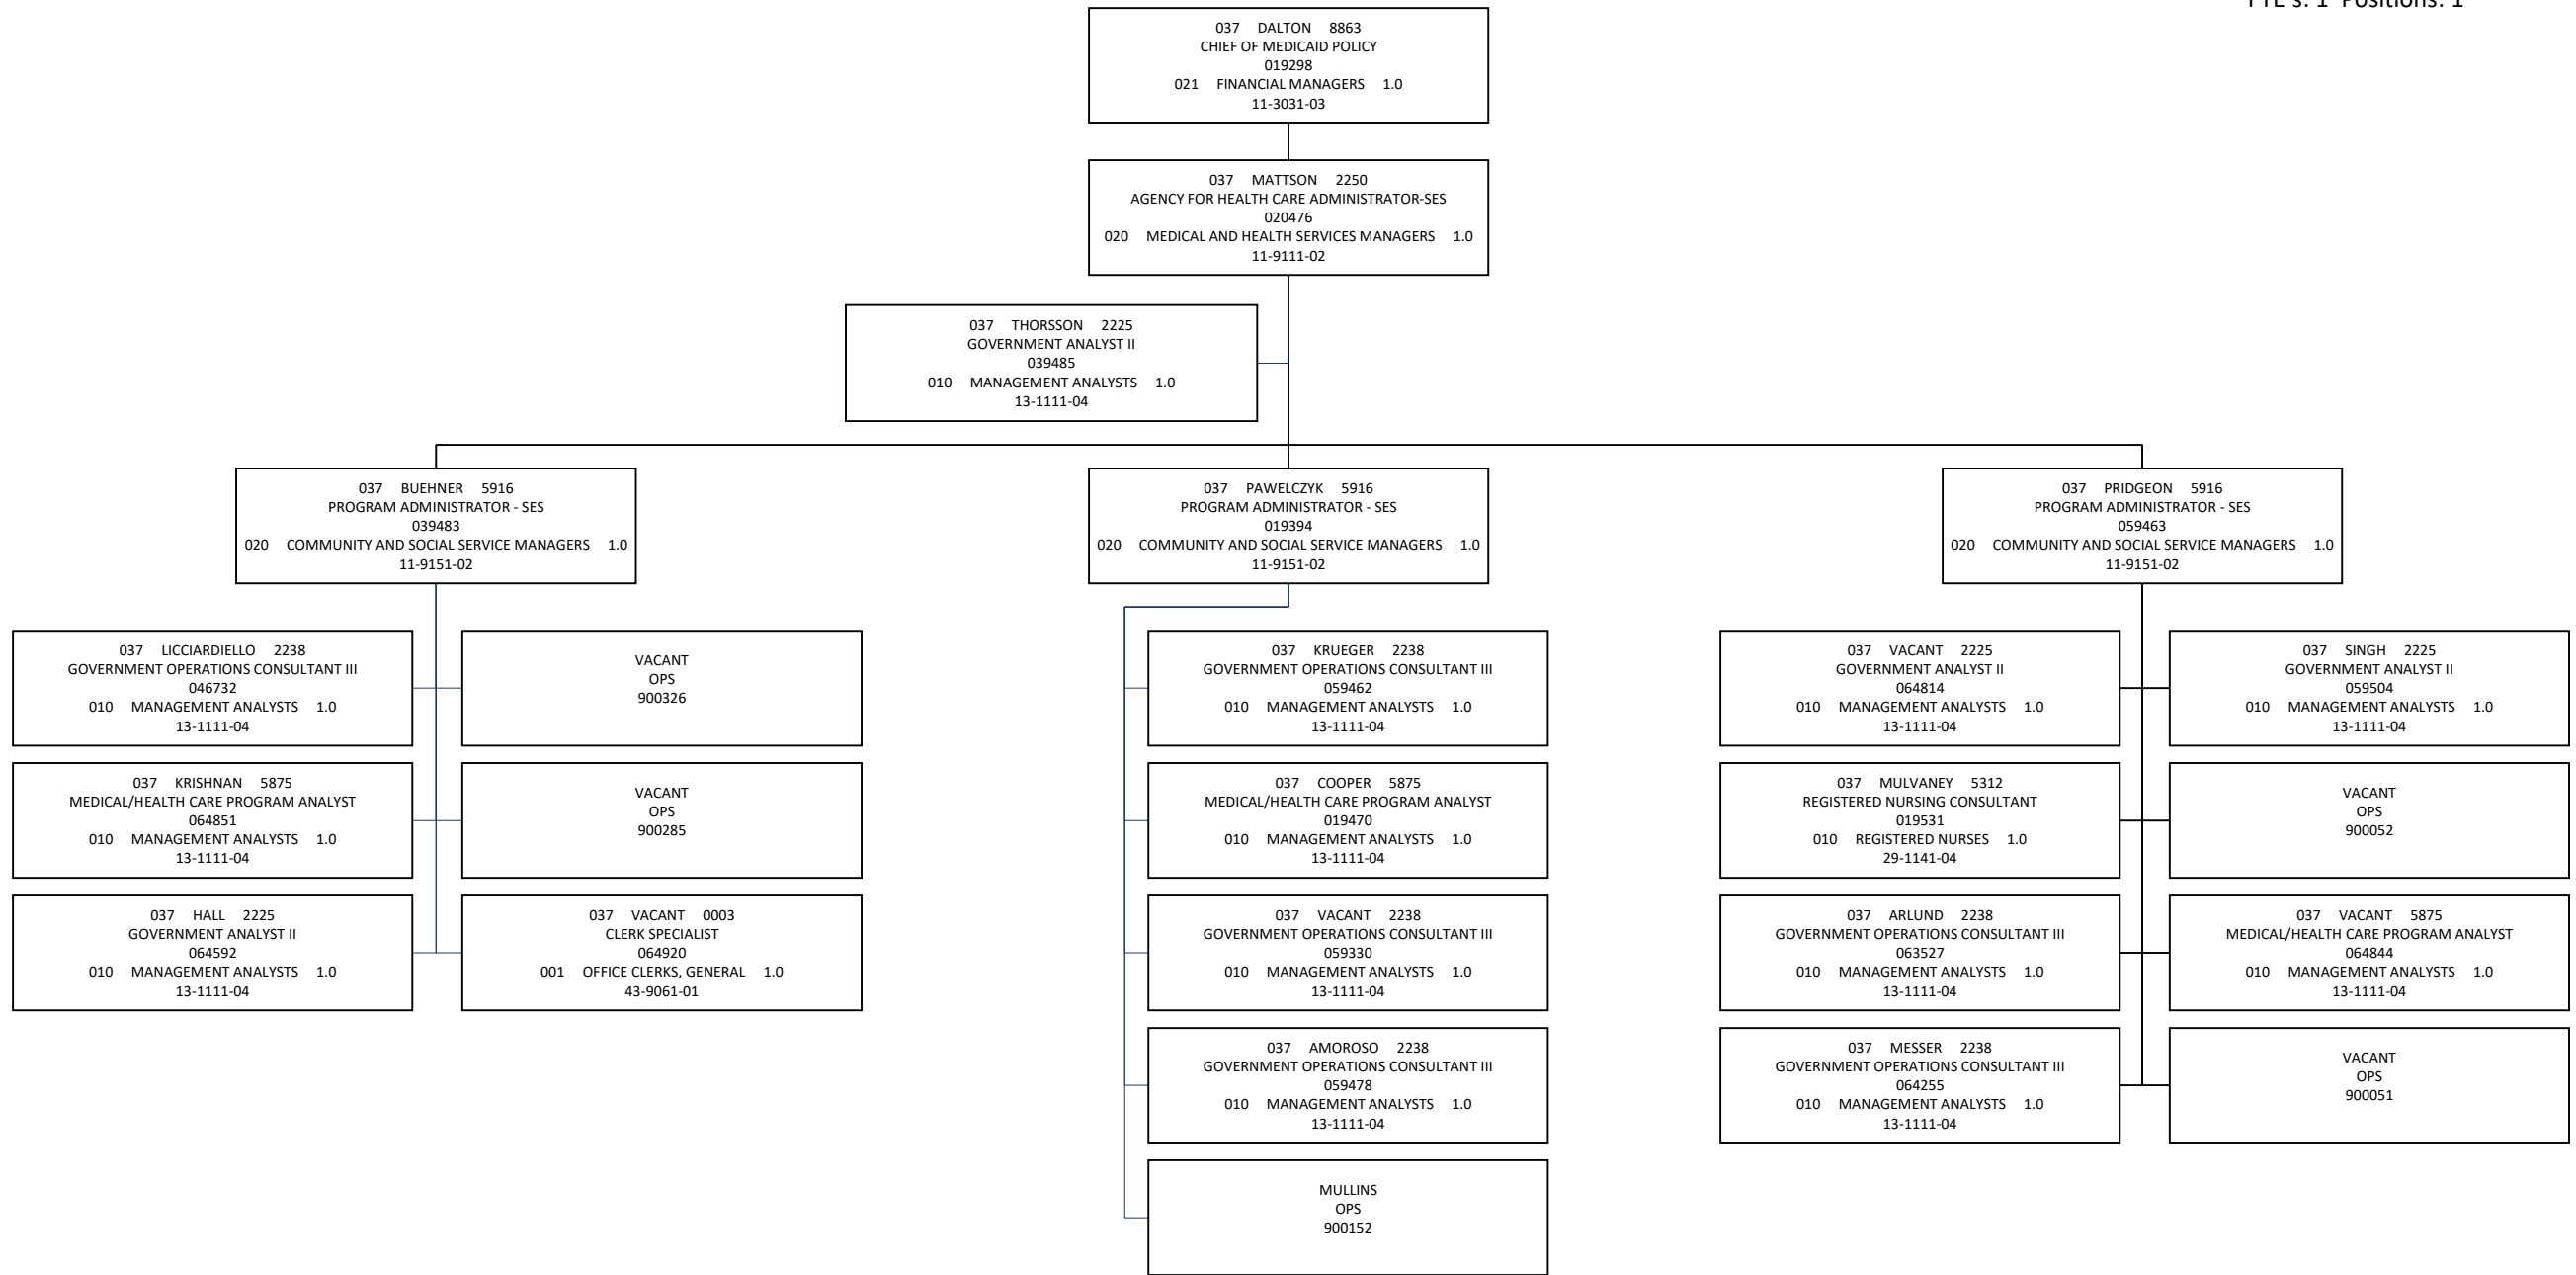 FTE's: 1 Positions: 1
037 DALTON 8863
CHIEF OF MEDICAID POLICY
019298
021 FINANCIAL MANAGERS 1.0
11-3031-03
037 MATTSON 2250
AGENCY FOR HEALTH CARE ADMINISTRATOR-SES
020476
020 MEDICAL AND HEALTH SERVICES MANAGERS 1.0
11-9111-02
037 THORSSON 2225
GOVERNMENT ANALYST II
039485
010 MANAGEMENT ANALYSTS 1.0
13-1111-04
037 BUEHNER 5916
PROGRAM ADMINISTRATOR - SES
039483
020 COMMUNITY AND SOCIAL SERVICE MANAGERS 1.0
11-9151-02
037 PAWELCZYK 5916
PROGRAM ADMINISTRATOR - SES
019394
020 COMMUNITY AND SOCIAL SERVICE MANAGERS 1.0
11-9151-02
037 PRIDGEON 5916
PROGRAM ADMINISTRATOR - SES
059463
020 COMMUNITY AND SOCIAL SERVICE MANAGERS 1.0
11-9151-02
037 LICCIARDIELLO 2238
GOVERNMENT OPERATIONS CONSULTANT III
046732
010 MANAGEMENT ANALYSTS 1.0
13-1111-04
VACANT
OPS
900326
037 KRISHNAN 5875
MEDICAL/HEALTH CARE PROGRAM ANALYST
064851
010 MANAGEMENT ANALYSTS 1.0
13-1111-04
VACANT
OPS
900285
037 HALL 2225
GOVERNMENT ANALYST II
064592
010 MANAGEMENT ANALYSTS 1.0
13-1111-04
037 VACANT 0003
CLERK SPECIALIST
064920
001 OFFICE CLERKS, GENERAL 1.0
43-9061-01
037 KRUEGER 2238
GOVERNMENT OPERATIONS CONSULTANT III
059462
010 MANAGEMENT ANALYSTS 1.0
13-1111-04
037 COOPER 5875
MEDICAL/HEALTH CARE PROGRAM ANALYST
019470
010 MANAGEMENT ANALYSTS 1.0
13-1111-04
037 VACANT 2238
GOVERNMENT OPERATIONS CONSULTANT III
059330
010 MANAGEMENT ANALYSTS 1.0
13-1111-04
037 AMOROSO 2238
GOVERNMENT OPERATIONS CONSULTANT III
059478
010 MANAGEMENT ANALYSTS 1.0
13-1111-04
MULLINS
OPS
900152
037 VACANT 2225
GOVERNMENT ANALYST II
064814
010 MANAGEMENT ANALYSTS 1.0
13-1111-04
037 SINGH 2225
GOVERNMENT ANALYST II
059504
010 MANAGEMENT ANALYSTS 1.0
13-1111-04
037 MULVANEY 5312
REGISTERED NURSING CONSULTANT
019531
010 REGISTERED NURSES 1.0
29-1141-04
VACANT
OPS
900052
037 ARLUND 2238
GOVERNMENT OPERATIONS CONSULTANT III
063527
010 MANAGEMENT ANALYSTS 1.0
13-1111-04
037 VACANT 5875
MEDICAL/HEALTH CARE PROGRAM ANALYST
064844
010 MANAGEMENT ANALYSTS 1.0
13-1111-04
037 MESSER 2238
GOVERNMENT OPERATIONS CONSULTANT III
064255
010 MANAGEMENT ANALYSTS 1.0
13-1111-04
VACANT
OPS
900051